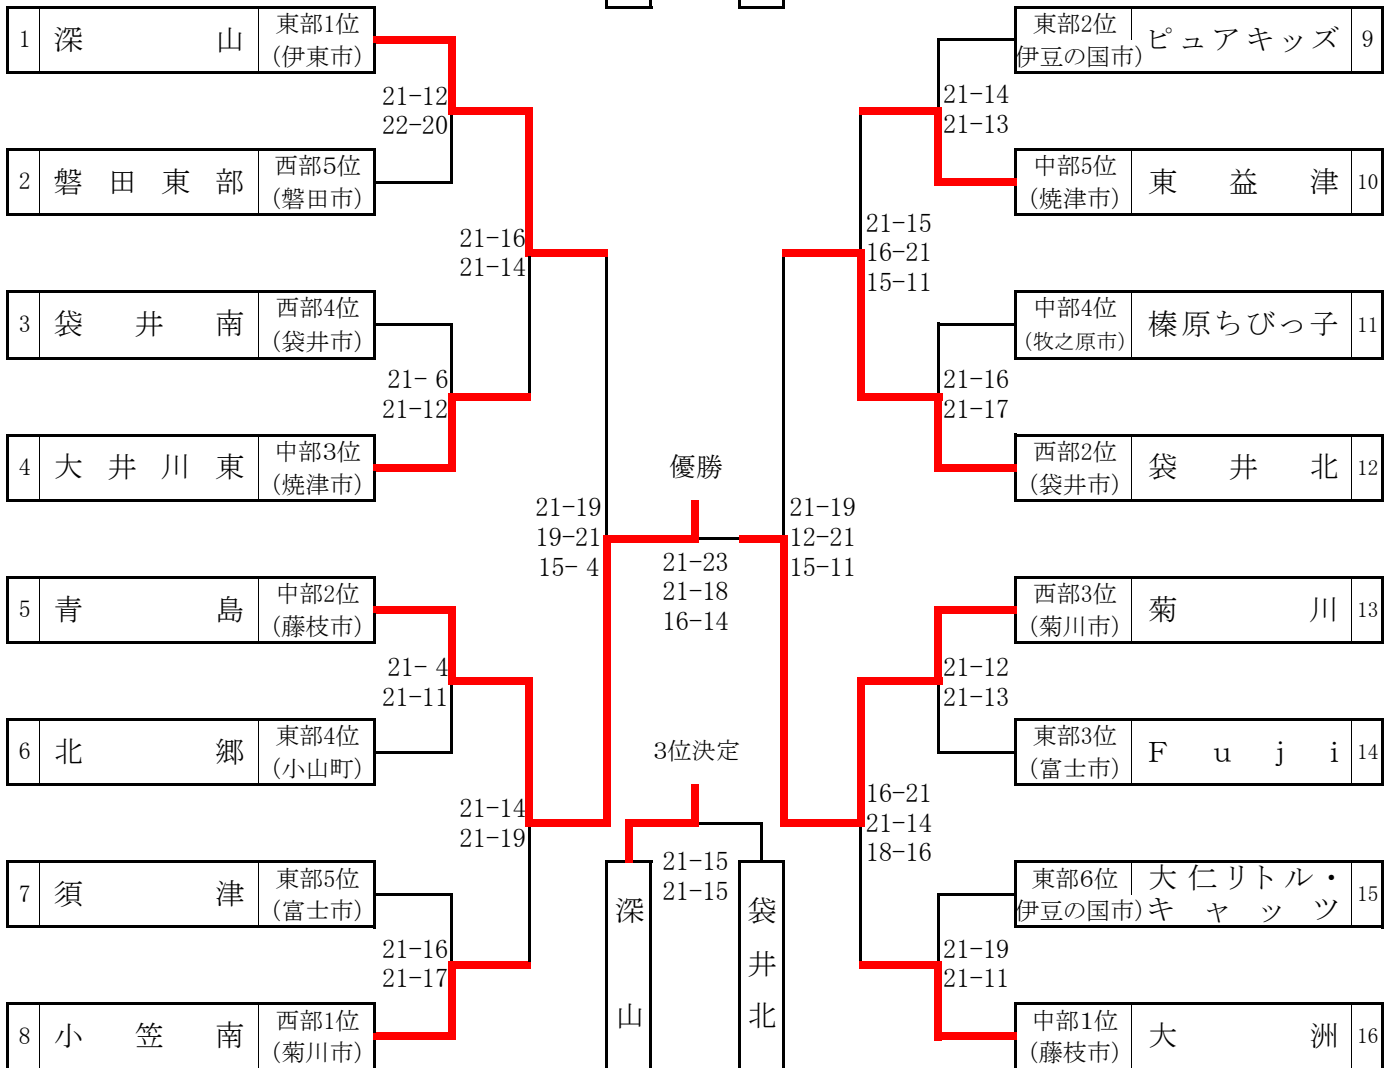 1 深山 東部1位
(伊東市)
21-12
22-20
2 磐田東部 西部5位
(磐田市)
21-16
21-14
3 袋井南 西部4位
(袋井市)
21- 6
21-12
4 大井川東 中部3位
(焼津市)
21-19
19-21
15- 4
5 青島 中部2位
(藤枝市)
21- 4
21-11
6 北郷 東部4位
(小山町)
21-14
21-19
7 須津 東部5位
(富士市)
21-16
21-17
8 小笠南 西部1位
(菊川市)
優勝
21-23
21-18
16-14
3位決定
21-15
21-15
深山
袋井北
東部2位 ピュアキッズ 9
伊豆の国市)
21-14
21-13
中部5位 東益津 10
(焼津市)
21-15
16-21
15-11
中部4位 榛原ちびっ子 11
(牧之原市)
21-16
21-17
西部2位 袋井北 12
(袋井市)
21-19
12-21
15-11
西部3位 菊川 13
(菊川市)
21-12
21-13
東部3位 Fuji 14
(富士市)
16-21
21-14
18-16
東部6位 大仁リトル・ 15
伊豆の国市) キャッツ
21-19
21-11
中部1位 大洲 16
(藤枝市)